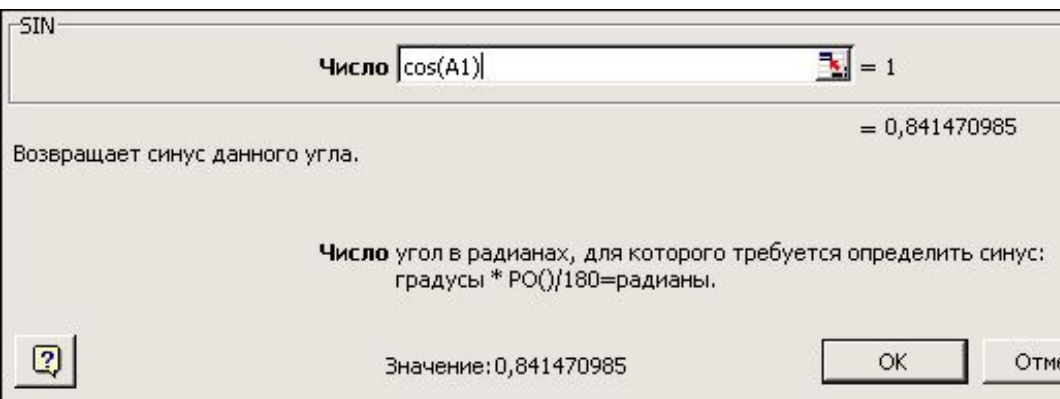 SIN
Число cos(A1) = 1
= 0,841470985
Возвращает синус данного угла.
Число угол в радианах, для которого требуется определить синус:
градусы * PO()/180=радианы.
Значение:0,841470985
OK
Отме